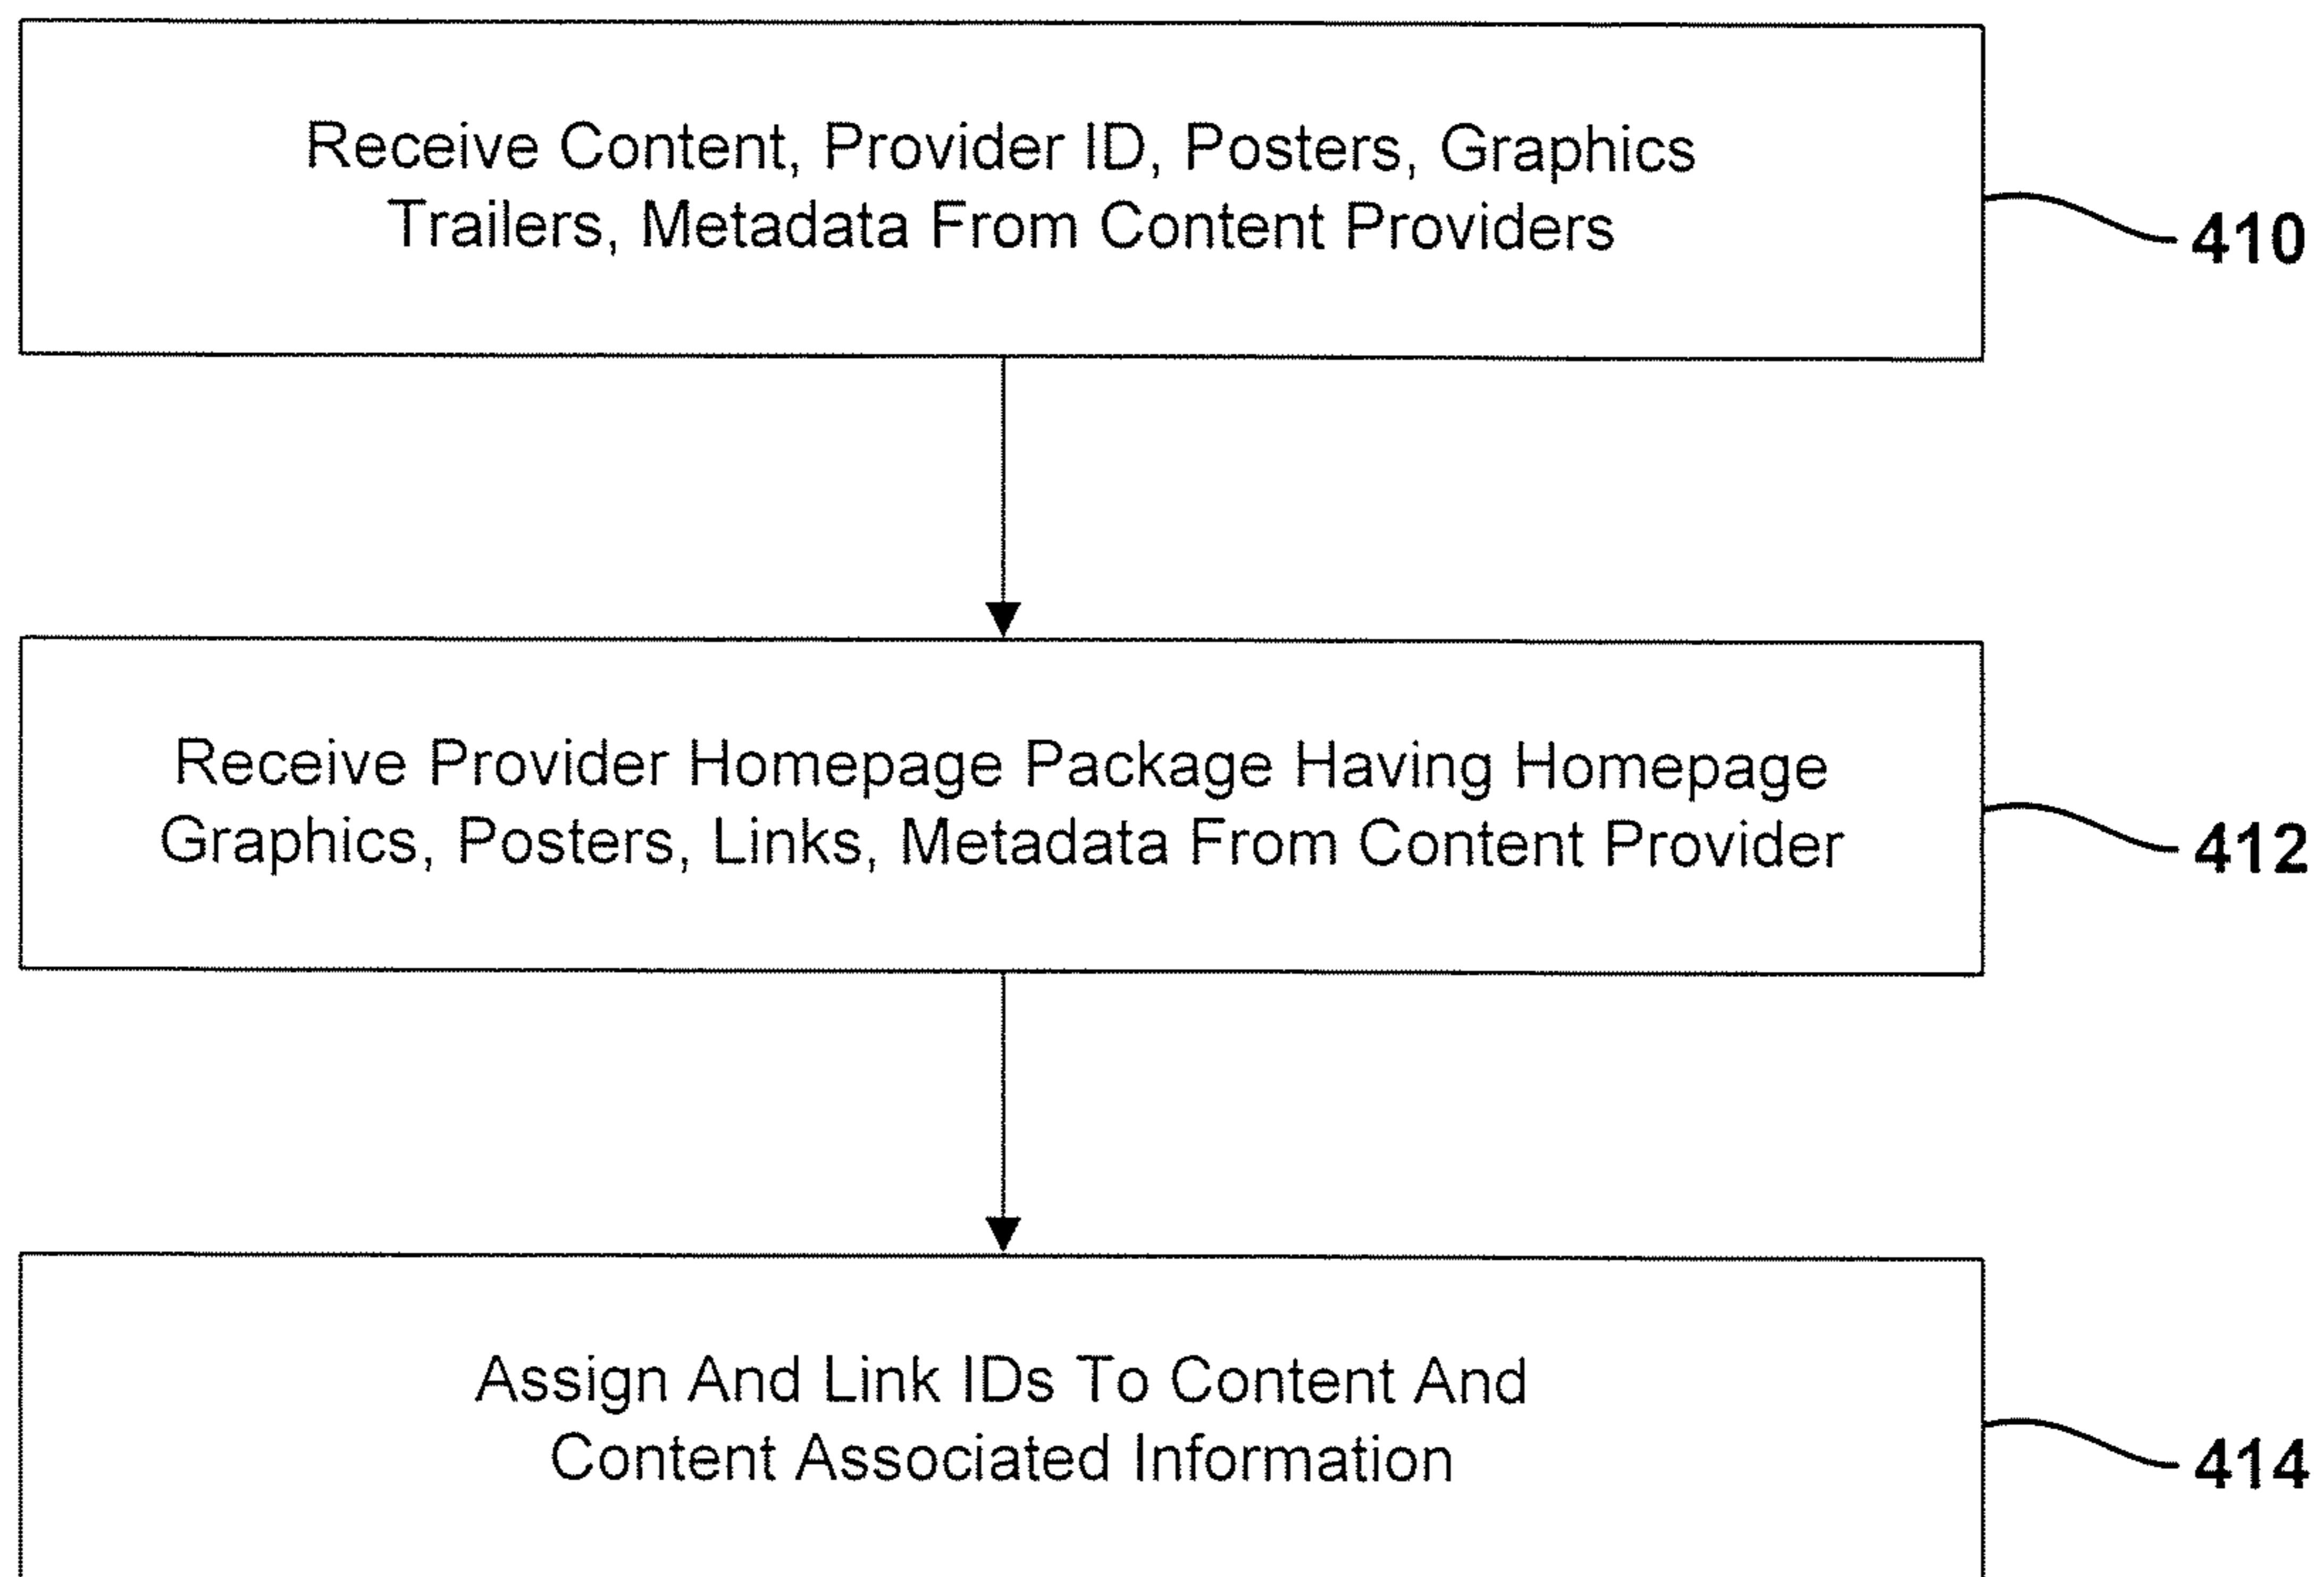 Receive Content, Provider ID, Posters, Graphics
Trailers, Metadata From Content Providers
410
Receive Provider Homepage Package Having Homepage
Graphics, Posters, Links, Metadata From Content Provider
412
Assign And Link IDs To Content And
Content Associated Information
414